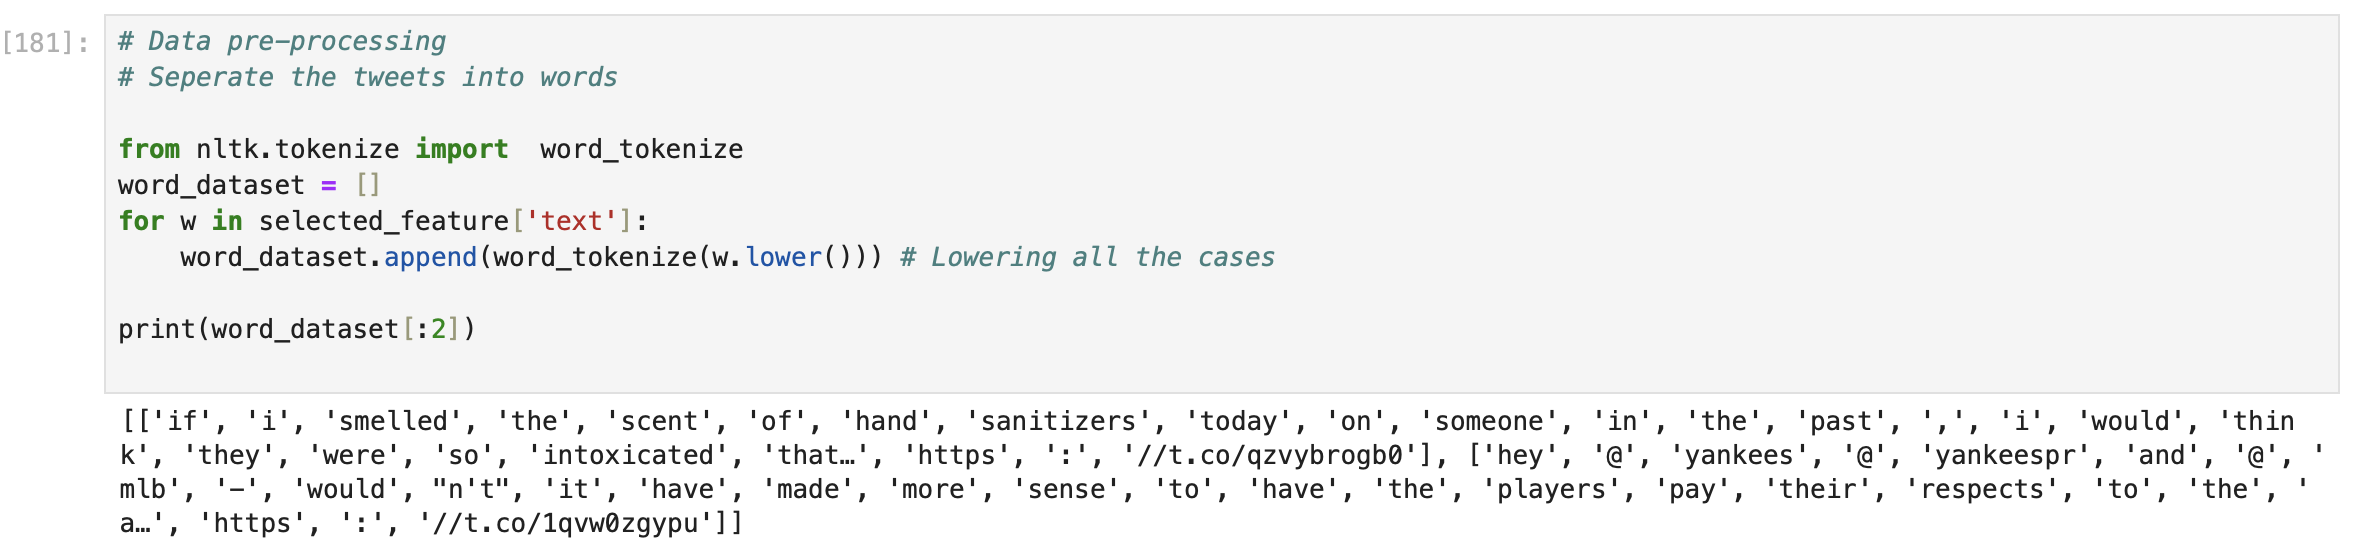 [181]:
# Data pre-processing
# Seperate the tweets into words
from nltk.tokenize import  word_tokenize
word_dataset = []
for w in selected_feature['text']:
    word_dataset.append(word_tokenize(w.lower())) # Lowering all the cases
print(word_dataset[:2])
[['if', 'i', 'smelled', 'the', 'scent', 'of', 'hand', 'sanitizers', 'today', 'on', 'someone', 'in', 'the', 'past', ',', 'i', 'would', 'thin
k', 'they', 'were', 'so', 'intoxicated', 'that…', 'https', ':', '//t.co/qzvybrogb0'], ['hey', '@', 'yankees', '@', 'yankeespr', 'and', '@', '
mlb', '-', 'would', "n't", 'it', 'have', 'made', 'more', 'sense', 'to', 'have', 'the', 'players', 'pay', 'their', 'respects', 'to', 'the', '
a…', 'https', ':', '//t.co/1qvw0zgypu']]